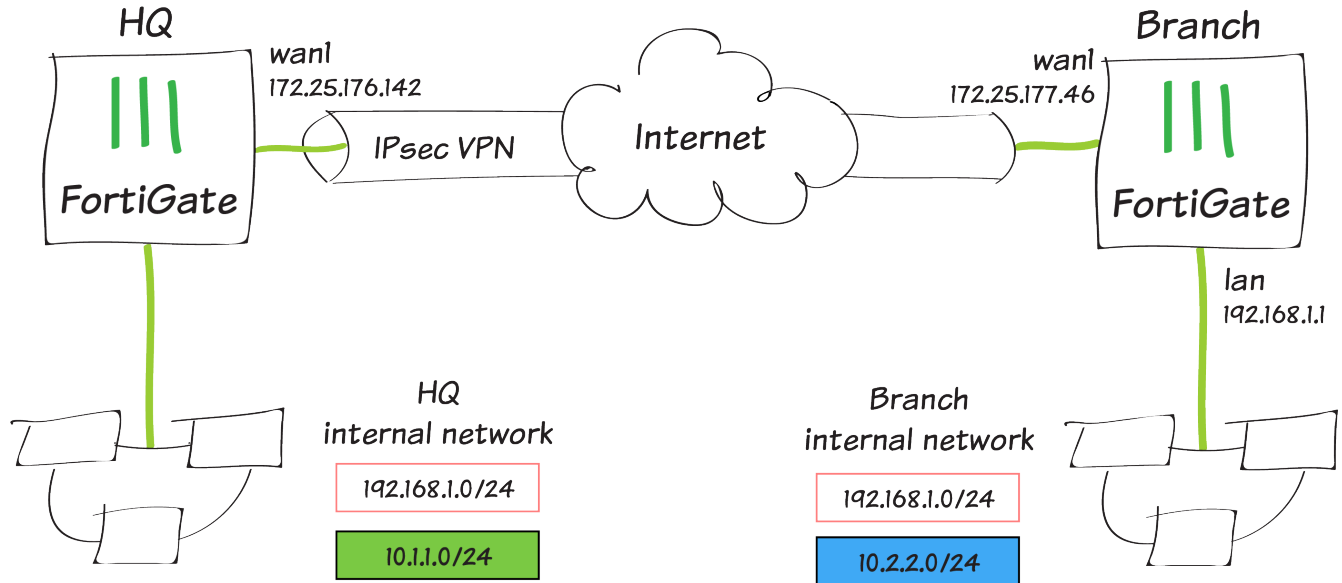 HQ
wan1
172.25.176.142
FortiGate
IPsec VPN
Internet
Branch
wan1
172.25.177.46
FortiGate
lan
192.168.1.1
HQ
internal network
192.168.1.0/24
10.1.1.0/24
Branch
internal network
192.168.1.0/24
10.2.2.0/24